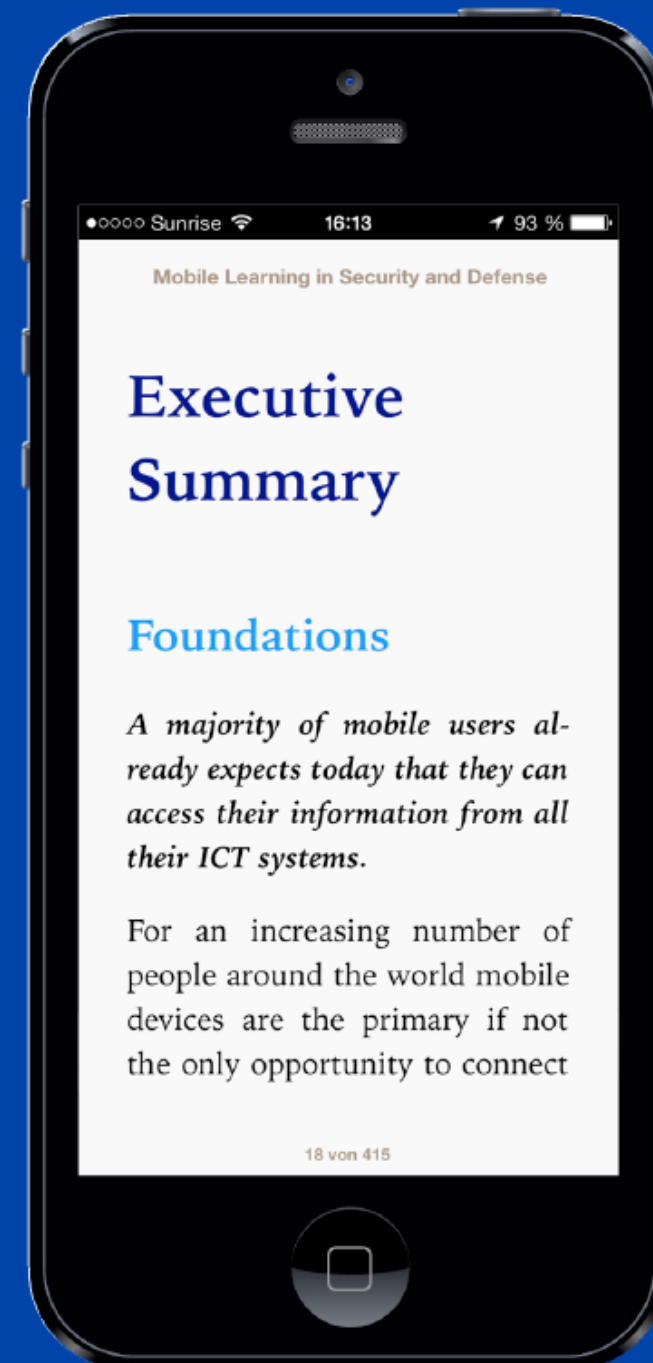 Sunrise 16:13 93 %
Mobile Learning in Security and Defense
Executive
Summary
Foundations
A majority of mobile users al-
ready expects today that they can
access their information from all
their ICT systems.
For an increasing number of
people around the world mobile
devices are the primary if not
the only opportunity to connect
18 von 415